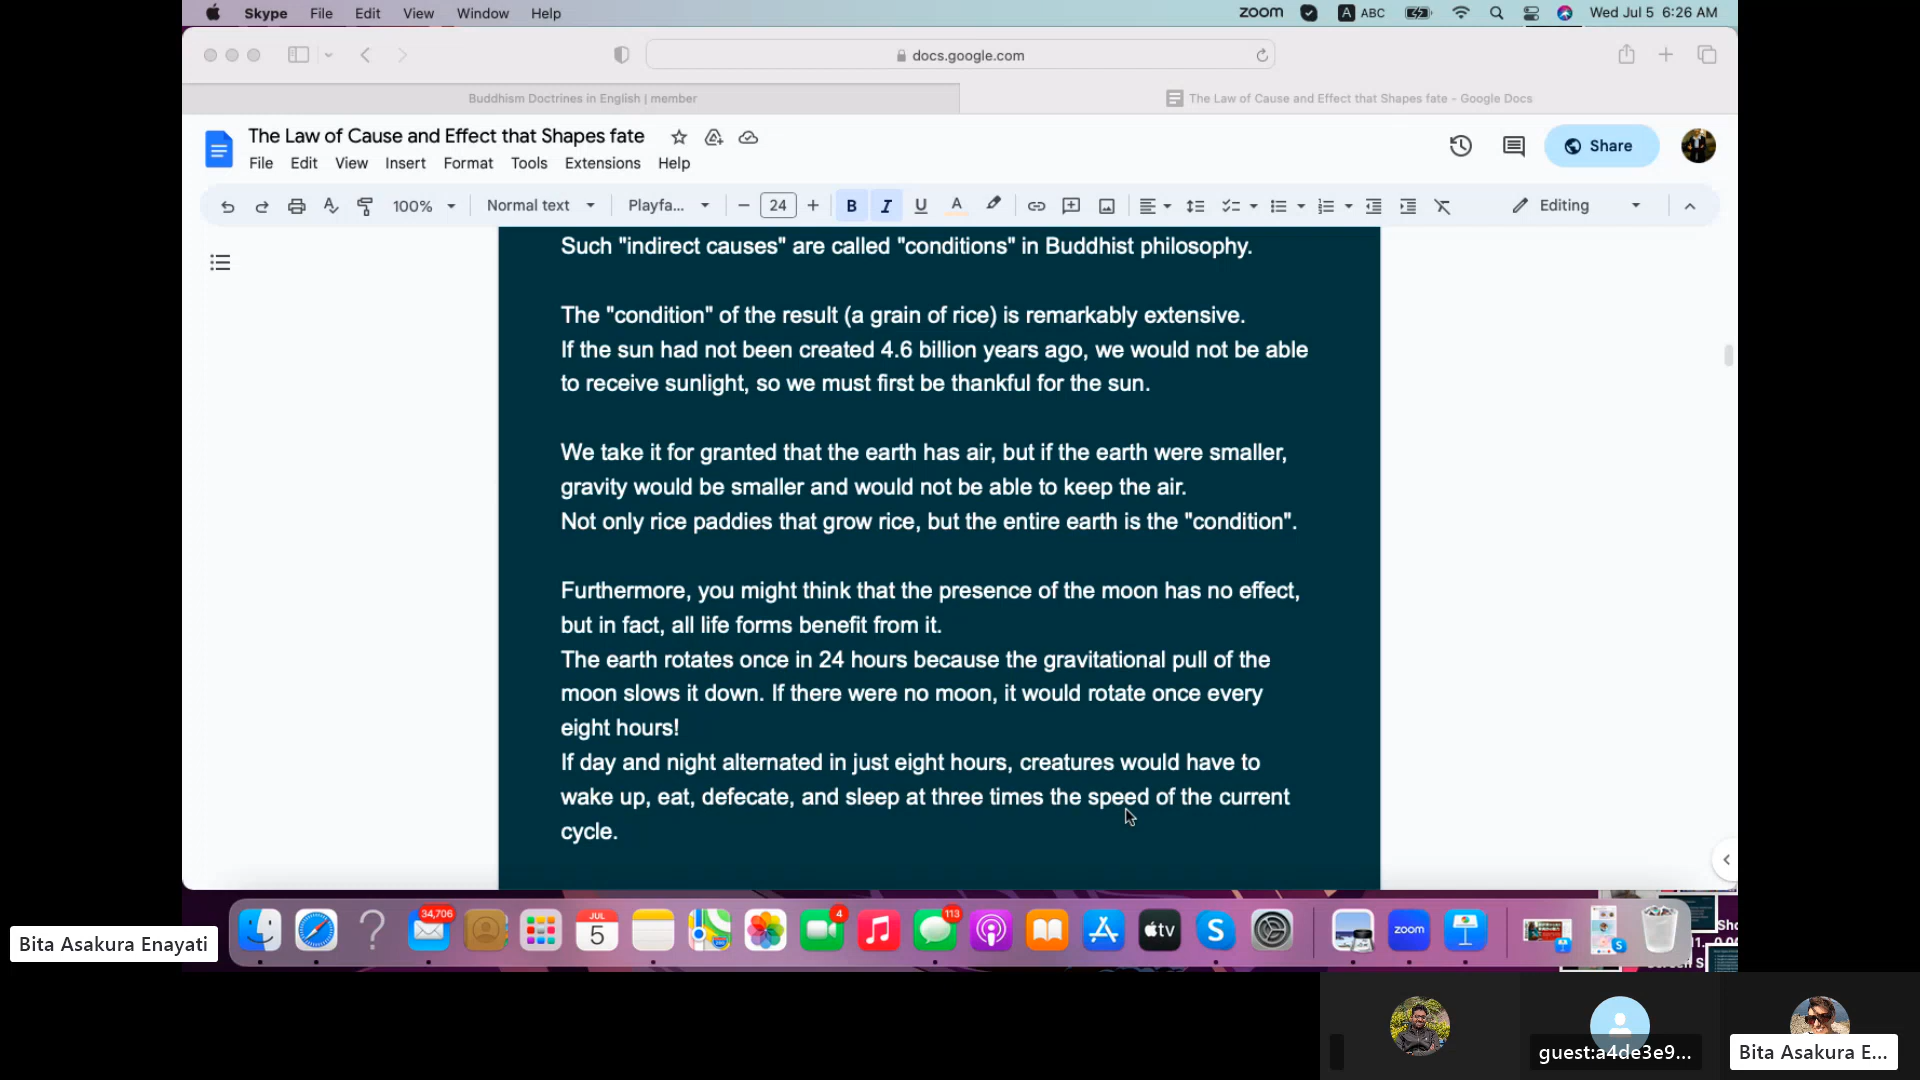 Skype File Edit View Window Help
zoom A ABC Wed Jul 5 6:26 AM
docs.google.com
Buddhism Doctrines in English | member
The Law of Cause and Effect that Shapes fate - Google Docs
The Law of Cause and Effect that Shapes fate
File Edit View Insert Format Tools Extensions Help
Share
100% Normal text Playfa... 24 B I U A Editing
Such "indirect causes" are called "conditions" in Buddhist philosophy.
The "condition" of the result (a grain of rice) is remarkably extensive.
If the sun had not been created 4.6 billion years ago, we would not be able
to receive sunlight, so we must first be thankful for the sun.
We take it for granted that the earth has air, but if the earth were smaller,
gravity would be smaller and would not be able to keep the air.
Not only rice paddies that grow rice, but the entire earth is the "condition".
Furthermore, you might think that the presence of the moon has no effect,
but in fact, all life forms benefit from it.
The earth rotates once in 24 hours because the gravitational pull of the
moon slows it down. If there were no moon, it would rotate once every
eight hours!
If day and night alternated in just eight hours, creatures would have to
wake up, eat, defecate, and sleep at three times the speed of the current
cycle.
34,706
JUL
5
4
113
tv
zoom
Bita Asakura Enayati
guest:a4de3e9...
Bita Asakura E...